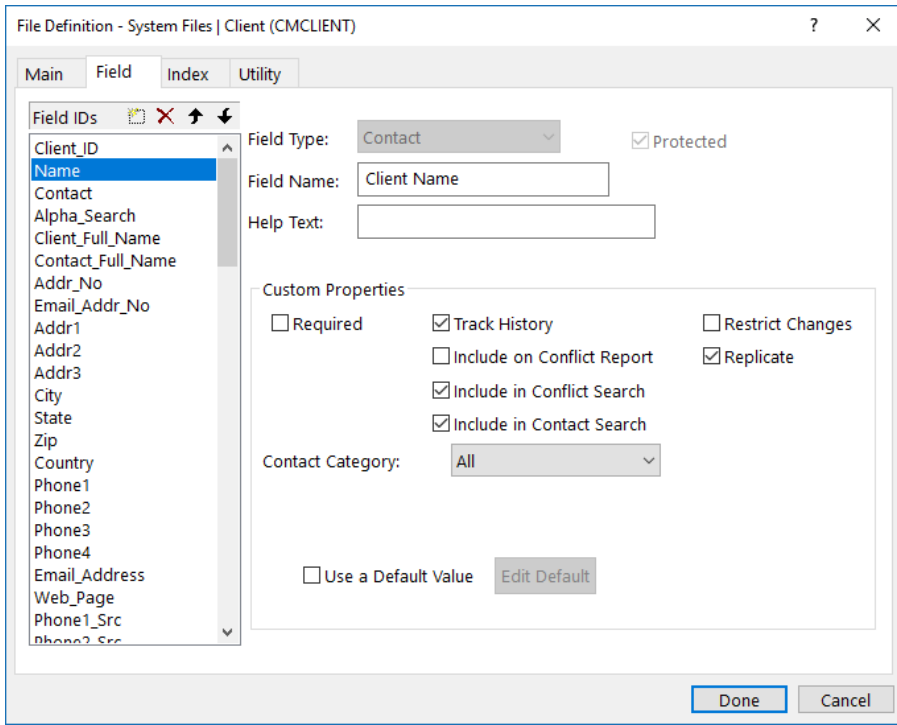 File Definition - System Files | Client (CMCLIENT)
?
Main Field Index Utility
Field IDs
Client_ID
Name
Contact
Alpha_Search
Client_Full_Name
Contact_Full_Name
Addr_No
Email_Addr_No
Addr1
Addr2
Addr3
City
State
Zip
Country
Phone1
Phone2
Phone3
Phone4
Email_Address
Web_Page
Phone1_Src
Phone2_Src
Field Type: Contact Protected
Field Name: Client Name
Help Text:
Custom Properties
Required Track History Restrict Changes
Include on Conflict Report Replicate
Include in Conflict Search
Include in Contact Search
Contact Category: All
Use a Default Value Edit Default
Done Cancel